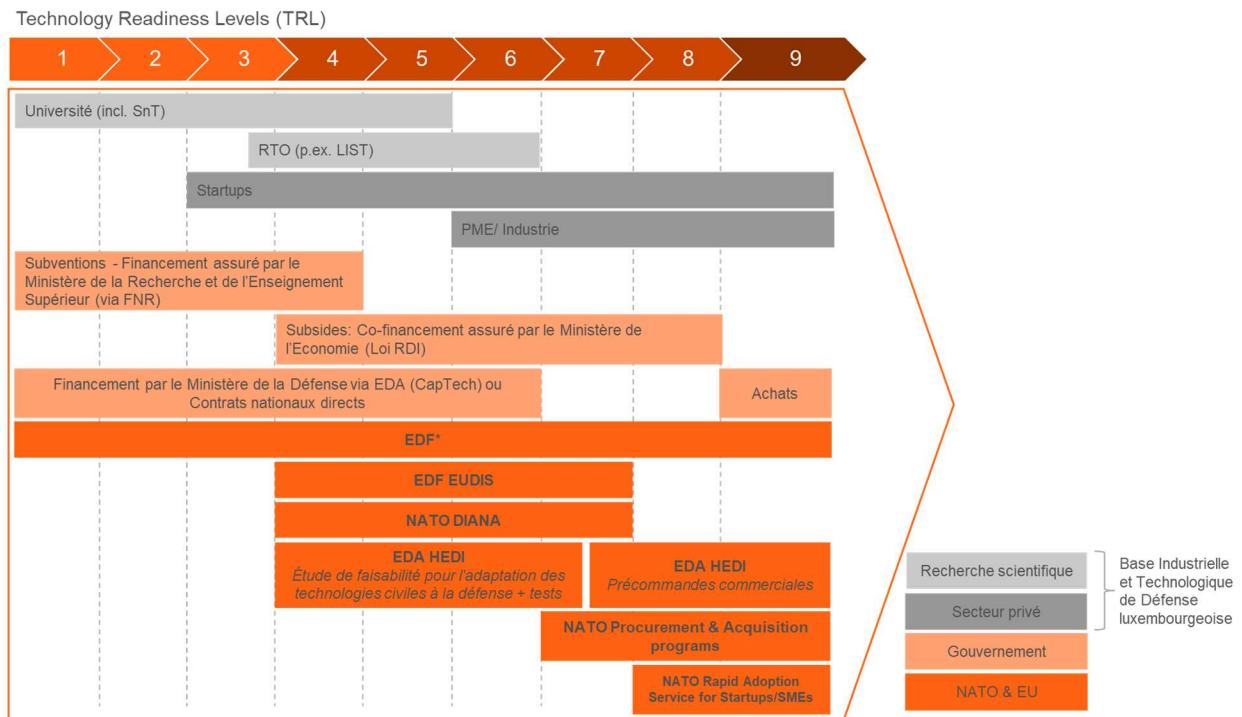 Technology Readiness Levels (TRL)
1 2 3 4 5 6 7 8 9
Université (incl. SnT)
RTO (p.ex. LIST)
Startups
PME/ Industrie
Subventions - Financement assuré par le
Ministère de la Recherche et de l'Enseignement
Supérieur (via FNR)
Subsides: Co-financement assuré par le Ministère de
l'Economie (Loi RDI)
Financement par le Ministère de la Défense via EDA (CapTech) ou
Contrats nationaux directs
Achats
EDF*
EDF EUDIS
NATO DIANA
EDA HEDI
Étude de faisabilité pour l'adaptation des
technologies civiles à la défense + tests
EDA HEDI
Précommandes commerciales
NATO Procurement & Acquisition
programs
NATO Rapid Adoption
Service for Startups/SMEs
Recherche scientifique
Secteur privé
Gouvernement
NATO & EU
Base Industrielle
et Technologique
de Défense
luxembourgeoise